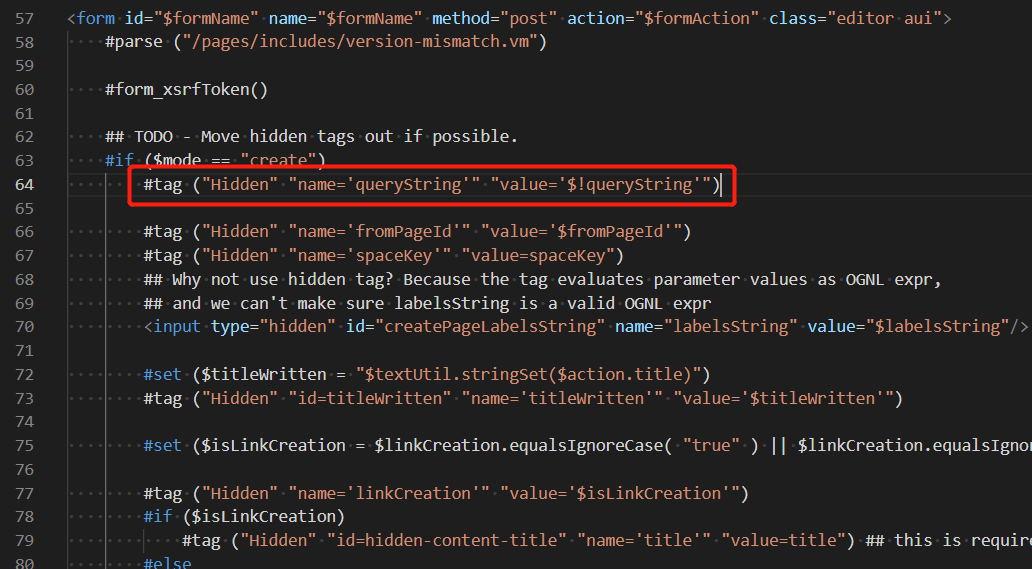 57 <form id="$formName" name="$formName" method="post" action="$formAction" class="editor aui">
58 #parse ("/pages/includes/version-mismatch.vm")
59
60 #form_xsrfToken()
61
62 ## TODO - Move hidden tags out if possible.
63 #if ($mode == "create")
64 #tag ("Hidden" "name='queryString'" "value='$!queryString'")
65
66 #tag ("Hidden" "name='fromPageId'" "value='$fromPageId'")
67 #tag ("Hidden" "name='spaceKey'" "value=spaceKey")
68 ## Why not use hidden tag? Because the tag evaluates parameter values as OGNL expr,
69 ## and we can't make sure labelsString is a valid OGNL expr
70 <input type="hidden" id="createPageLabelsString" name="labelsString" value="$labelsString"/>
71
72 #set ($titleWritten = "$textUtil.stringSet($action.title)")
73 #tag ("Hidden" "id=titleWritten" "name='titleWritten'" "value='$titleWritten'")
74
75 #set ($isLinkCreation = $linkCreation.equalsIgnoreCase( "true" ) || $linkCreation.equalsIgno
76
77 #tag ("Hidden" "name='linkCreation'" "value='$isLinkCreation'")
78 #if ($isLinkCreation)
79 #tag ("Hidden" "id=hidden-content-title" "name='title'" "value=title") ## this is require
80 #else